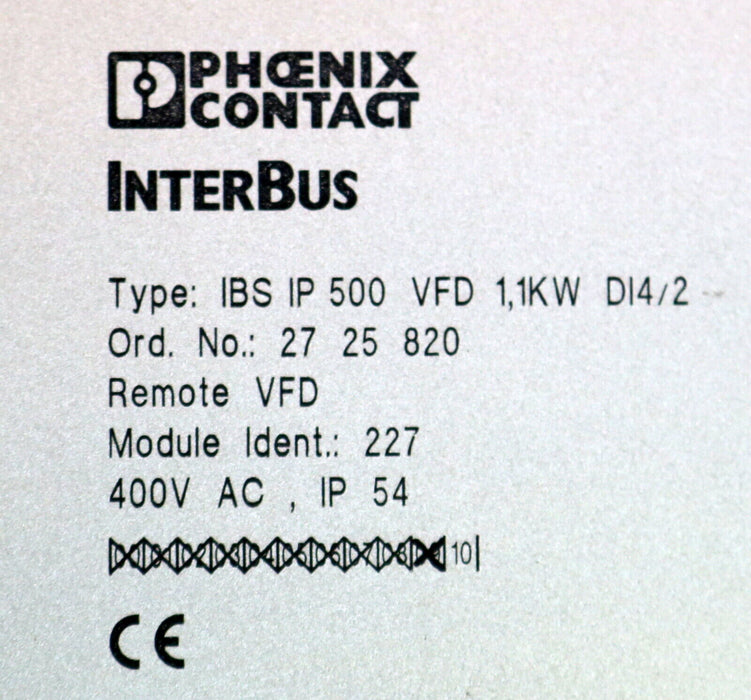 PHŒNIX
CONTACT
INTERBUS
Type: IBS IP 500 VFD 1,1KW DI4/2
Ord. No.: 27 25 820
Remote VFD
Module Ident.: 227
400V AC , IP 54
10
CE